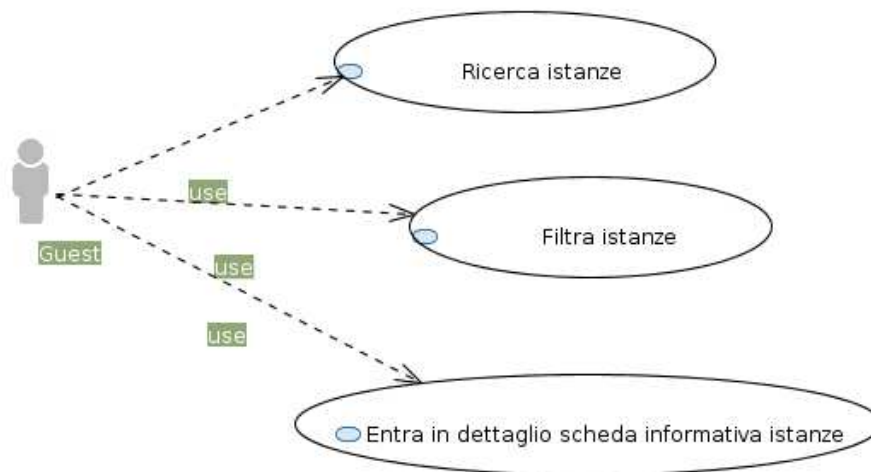 Ricerca istanze
use
Filtra istanze
Guest
use
use
Entra in dettaglio scheda informativa istanze